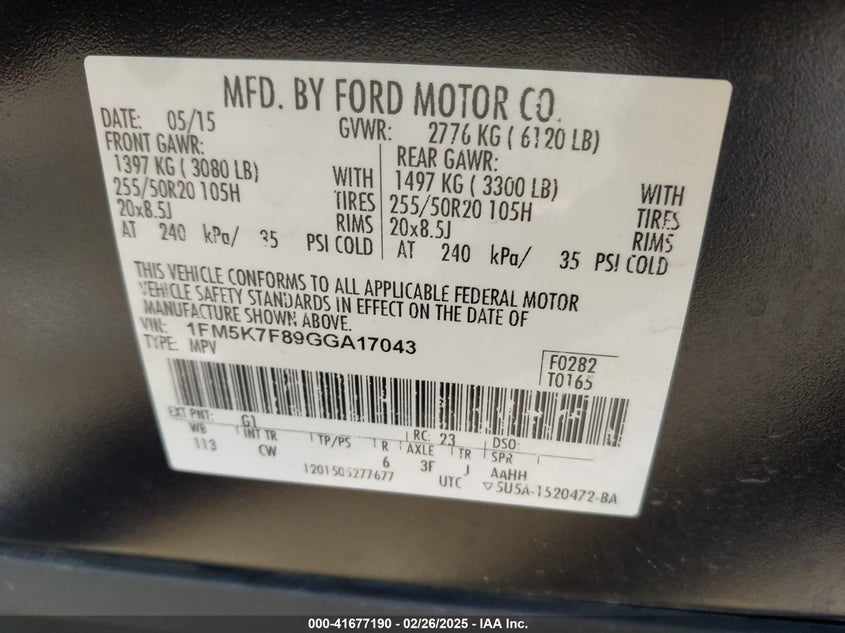 MFD. BY FORD MOTOR CO.
DATE: 05/15 GVWR: 2776 KG ( 6120 LB)
FRONT GAWR: REAR GAWR:
1397 KG ( 3080 LB) WITH 1497 KG ( 3300 LB) WITH
255/50R20 105H TIRES 255/50R20 105H TIRES
20x8.5J RIMS 20x8.5J RIMS
AT 240 kPa/ 35 PSI COLD AT 240 kPa/ 35 PSI COLD
THIS VEHICLE CONFORMS TO ALL APPLICABLE FEDERAL MOTOR
VEHICLE SAFETY STANDARDS IN EFFECT ON THE DATE OF
MANUFACTURE SHOWN ABOVE.
VIN: 1FM5K7F89GGA17043
TYPE: MPV
F0282
T0165
EXT PNT: G1 RC: 23 DSO:
WB INT TR TP/PS R AXLE TR SPR
113 CW 6 3F J AAHH
1201505277677 UTC ▽5U5A-1520472-BA
000-41677190 - 02/26/2025 - IAA Inc.